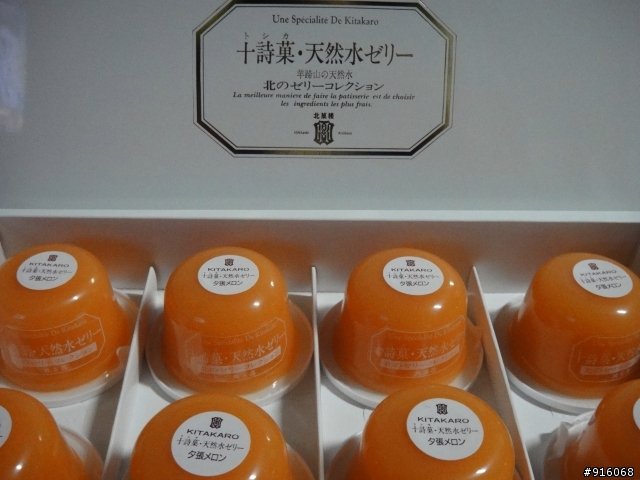 Une Spécialité De Kitakaro
トシカ
十詩菓・天然水ゼリー
羊蹄山の天然水
北のゼリーコレクション
La meilleure maniere de faire la patisserie est de choisir
les ingredients les plus frais.
北菓樓
KITAKARO
十詩菓・天然水ゼリー
夕張メロン
KITAKARO
十詩菓・天然水ゼリー
夕張メロン
KITAKARO
十詩菓・天然水ゼリー
夕張メロン
KITAKARO
十詩菓・天然水ゼリー
夕張メロン
De Kitakaro
菓・天然水ゼリー
詩菓・天然水ゼリー
詩菓・天然水
十詩菓・天然水
KITAKARO
十詩菓・天然水ゼリー
夕張メロン
KITAKARO
十詩菓・天然水ゼリー
夕張メロン
#916068